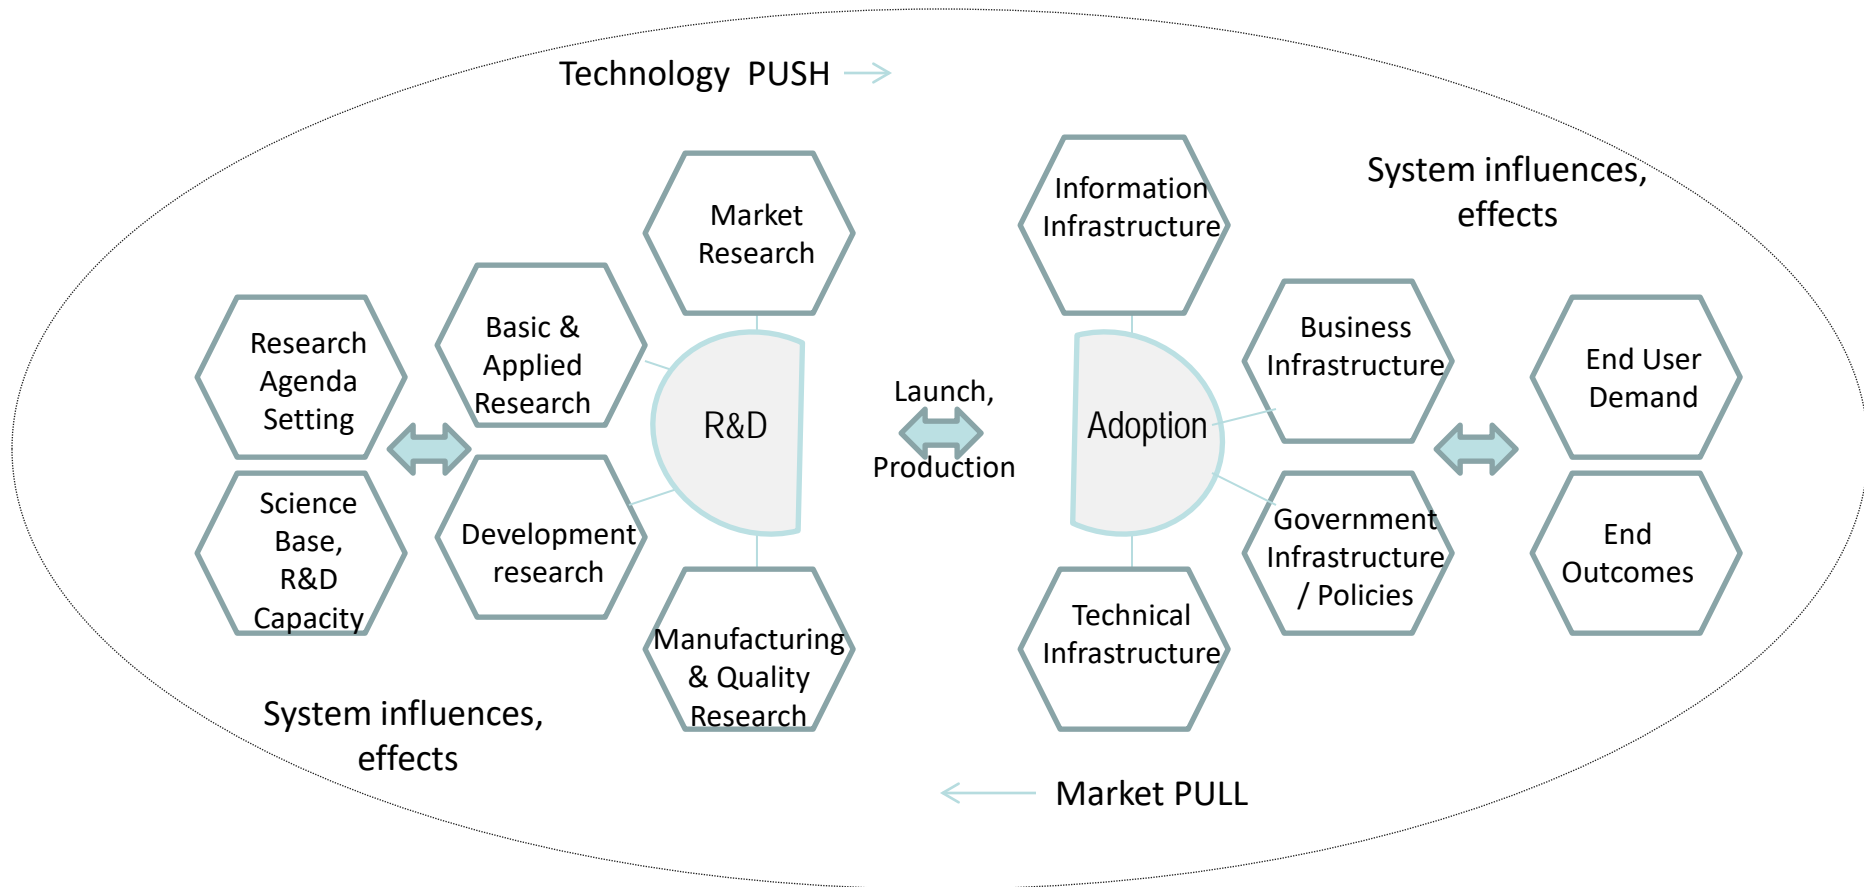 Technology  PUSH
System influences,
effects
Market
Research
Information
Infrastructure
Research
Agenda
Setting
Basic &
Applied
Research
R&D
Launch,
Production
Adoption
Business
Infrastructure
End User
Demand
Science
Base,
R&D
Capacity
Development
research
Manufacturing
& Quality
Research
Technical
Infrastructure
Government
Infrastructure
/ Policies
End
Outcomes
System influences,
effects
Market PULL